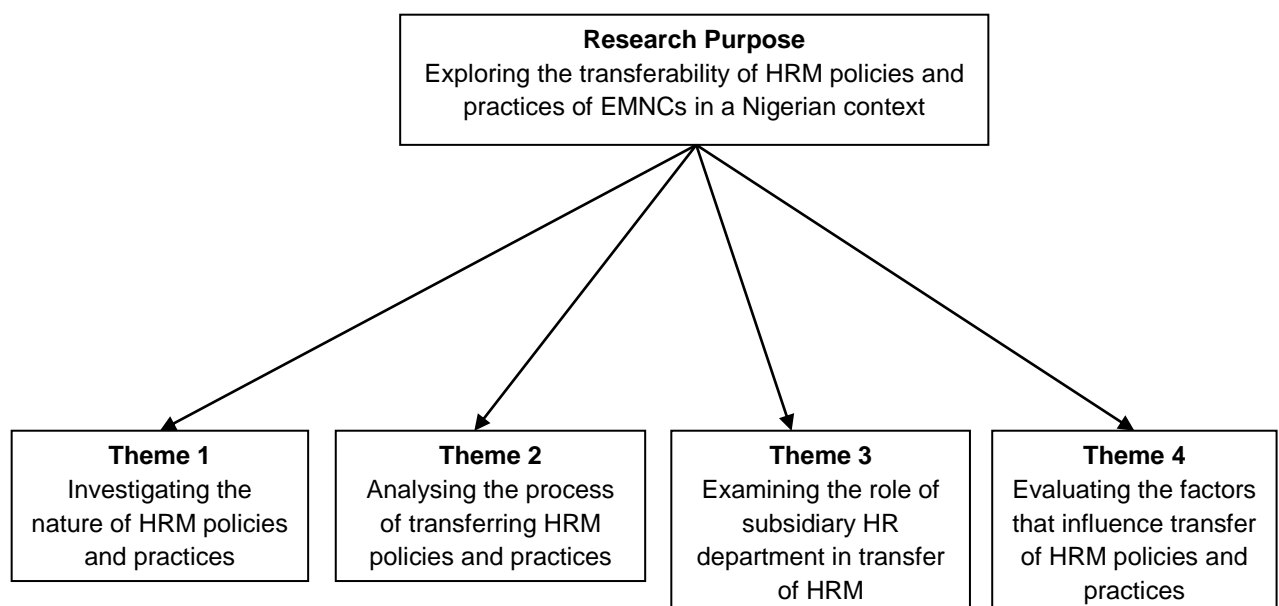 Research Purpose
Exploring the transferability of HRM policies and
practices of EMNCs in a Nigerian context
Theme 1
Investigating the
nature of HRM policies
and practices
Theme 2
Analysing the process
of transferring HRM
policies and practices
Theme 3
Examining the role of
subsidiary HR
department in transfer
of HRM
Theme 4
Evaluating the factors
that influence transfer
of HRM policies and
practices